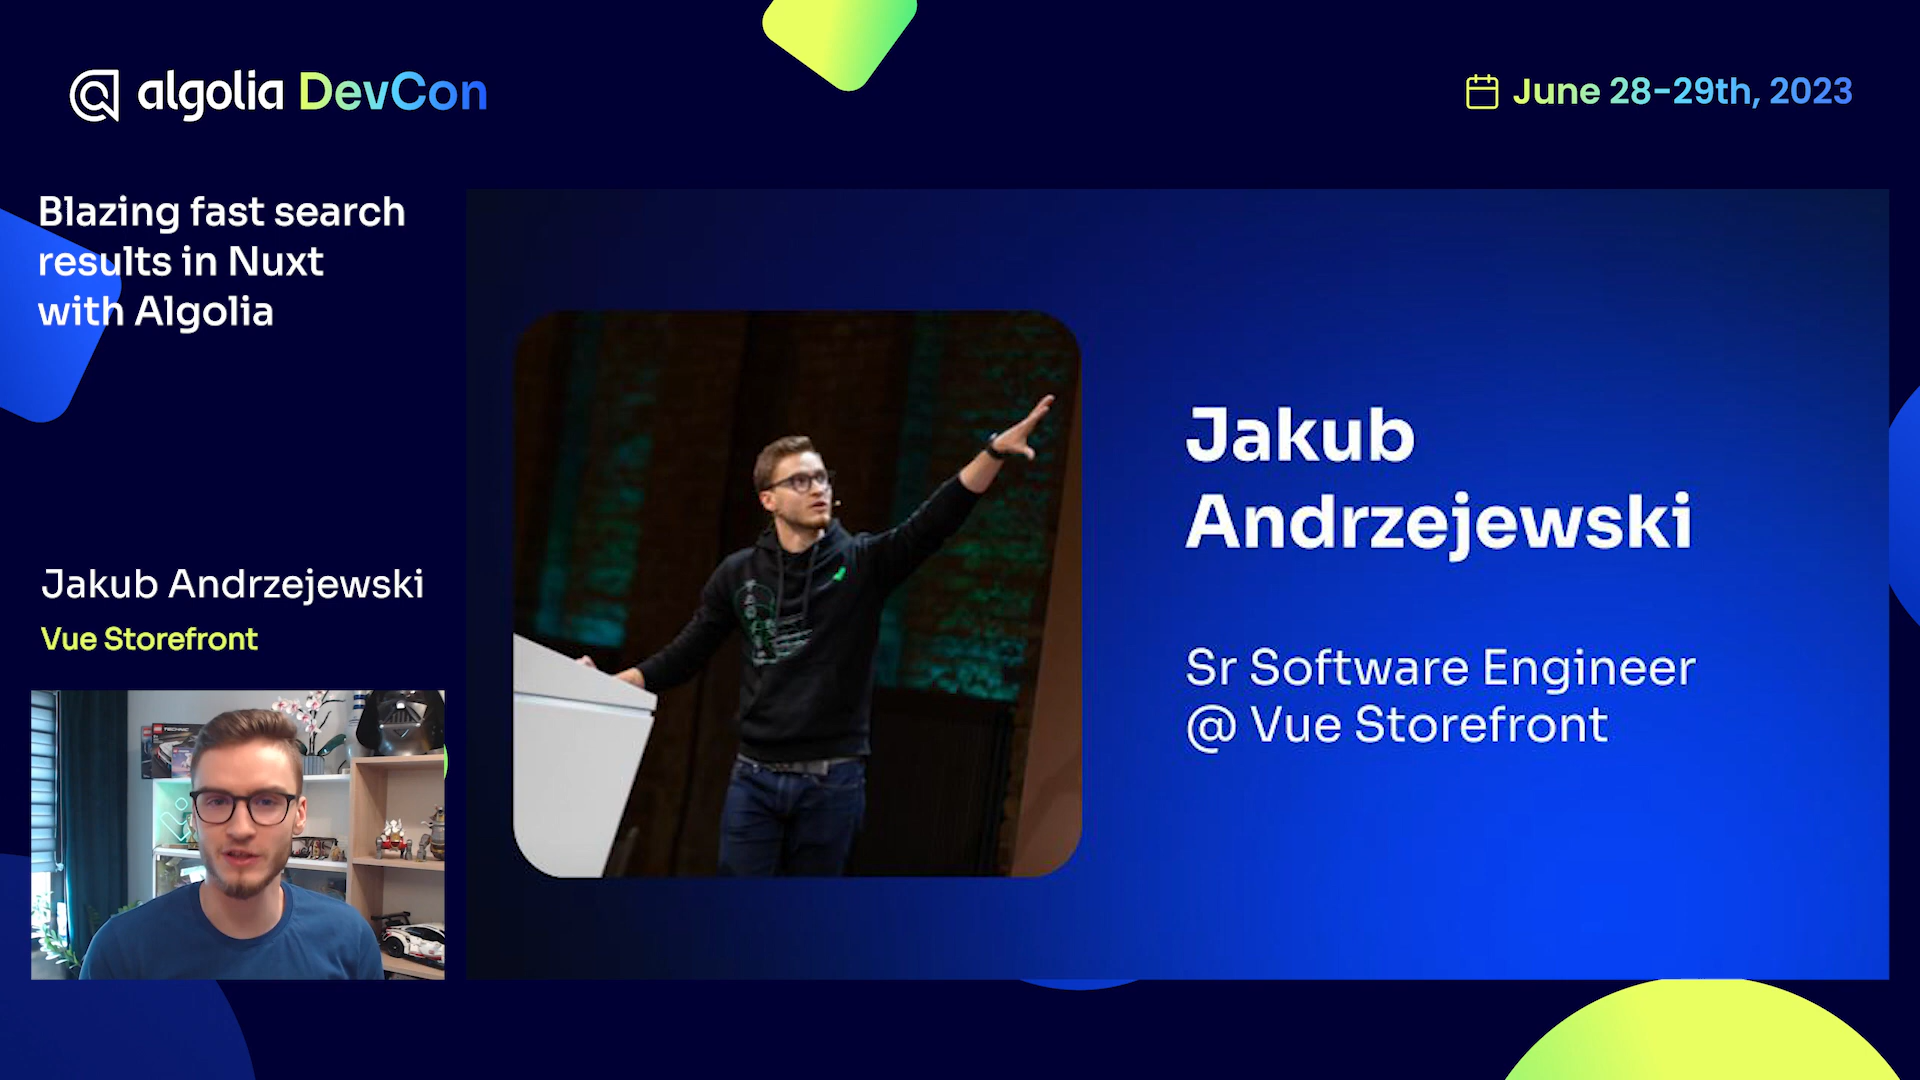 algolia DevCon
June 28-29th, 2023
Blazing fast search
results in Nuxt
with Algolia
Jakub Andrzejewski
Vue Storefront
Jakub
Andrzejewski
Sr Software Engineer
@ Vue Storefront